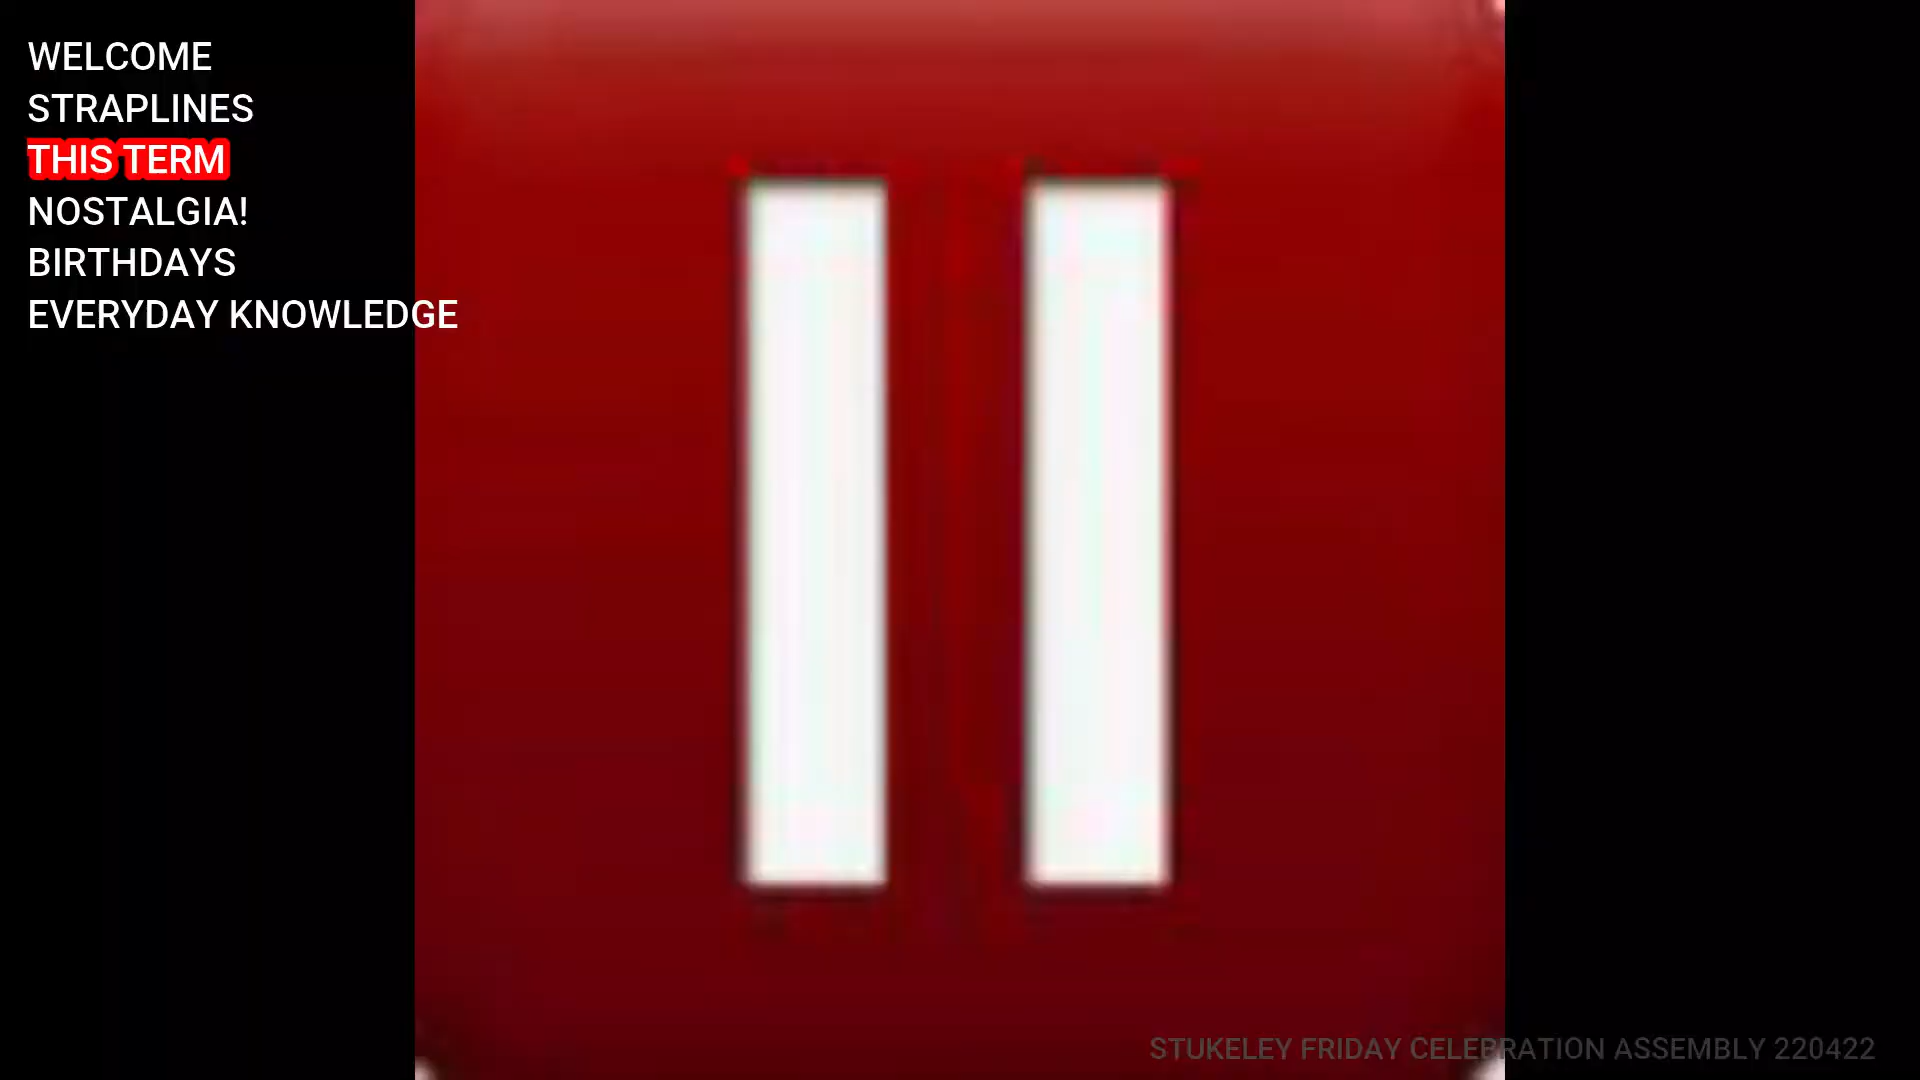 WELCOME
STRAPLINES
THIS TERM
NOSTALGIA!
BIRTHDAYS
EVERYDAY KNOWLEDGE
STUKELEY FRIDAY CELEBRATION ASSEMBLY 220422